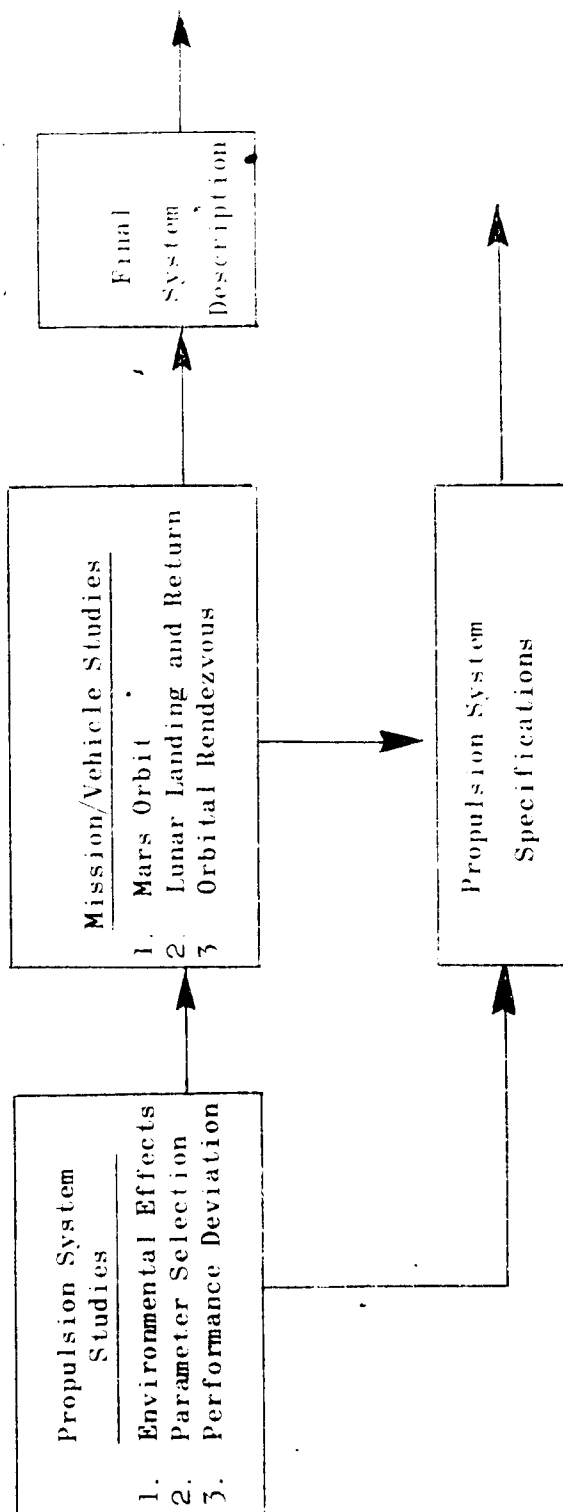 Propulsion System
Studies
1. Environmental Effects
2. Parameter Selection
3. Performance Deviation
Mission/Vehicle Studies
1. Mars Orbit
2. Lunar Landing and Return
3 Orbital Rendezvous
Final
System
Description
Propulsion System
Specifications